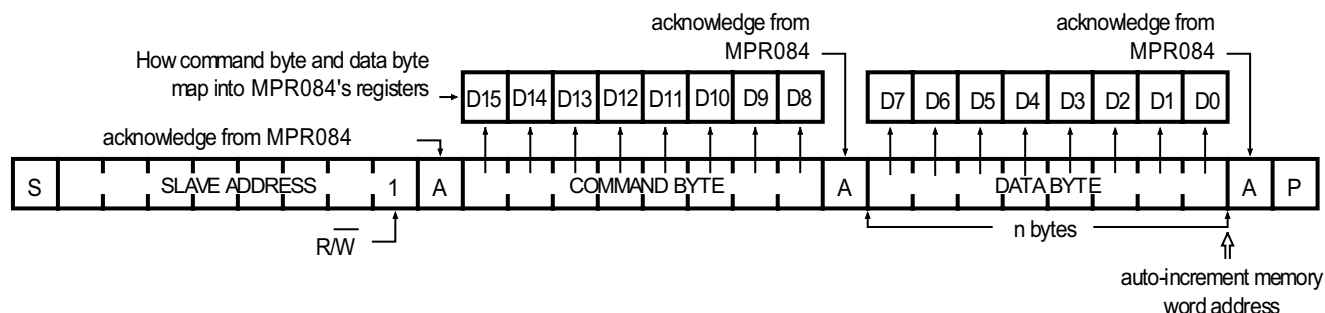 acknowledge from
MPR084
acknowledge from
MPR084
How command byte and data byte
map into MPR084's registers
D15 D14 D13 D12 D11 D10 D9 D8
D7 D6 D5 D4 D3 D2 D1 D0
acknowledge from MPR084
S SLAVE ADDRESS 1 A COMMAND BYTE A DATA BYTE A P
R/W̅
n bytes
auto-increment memory
word address